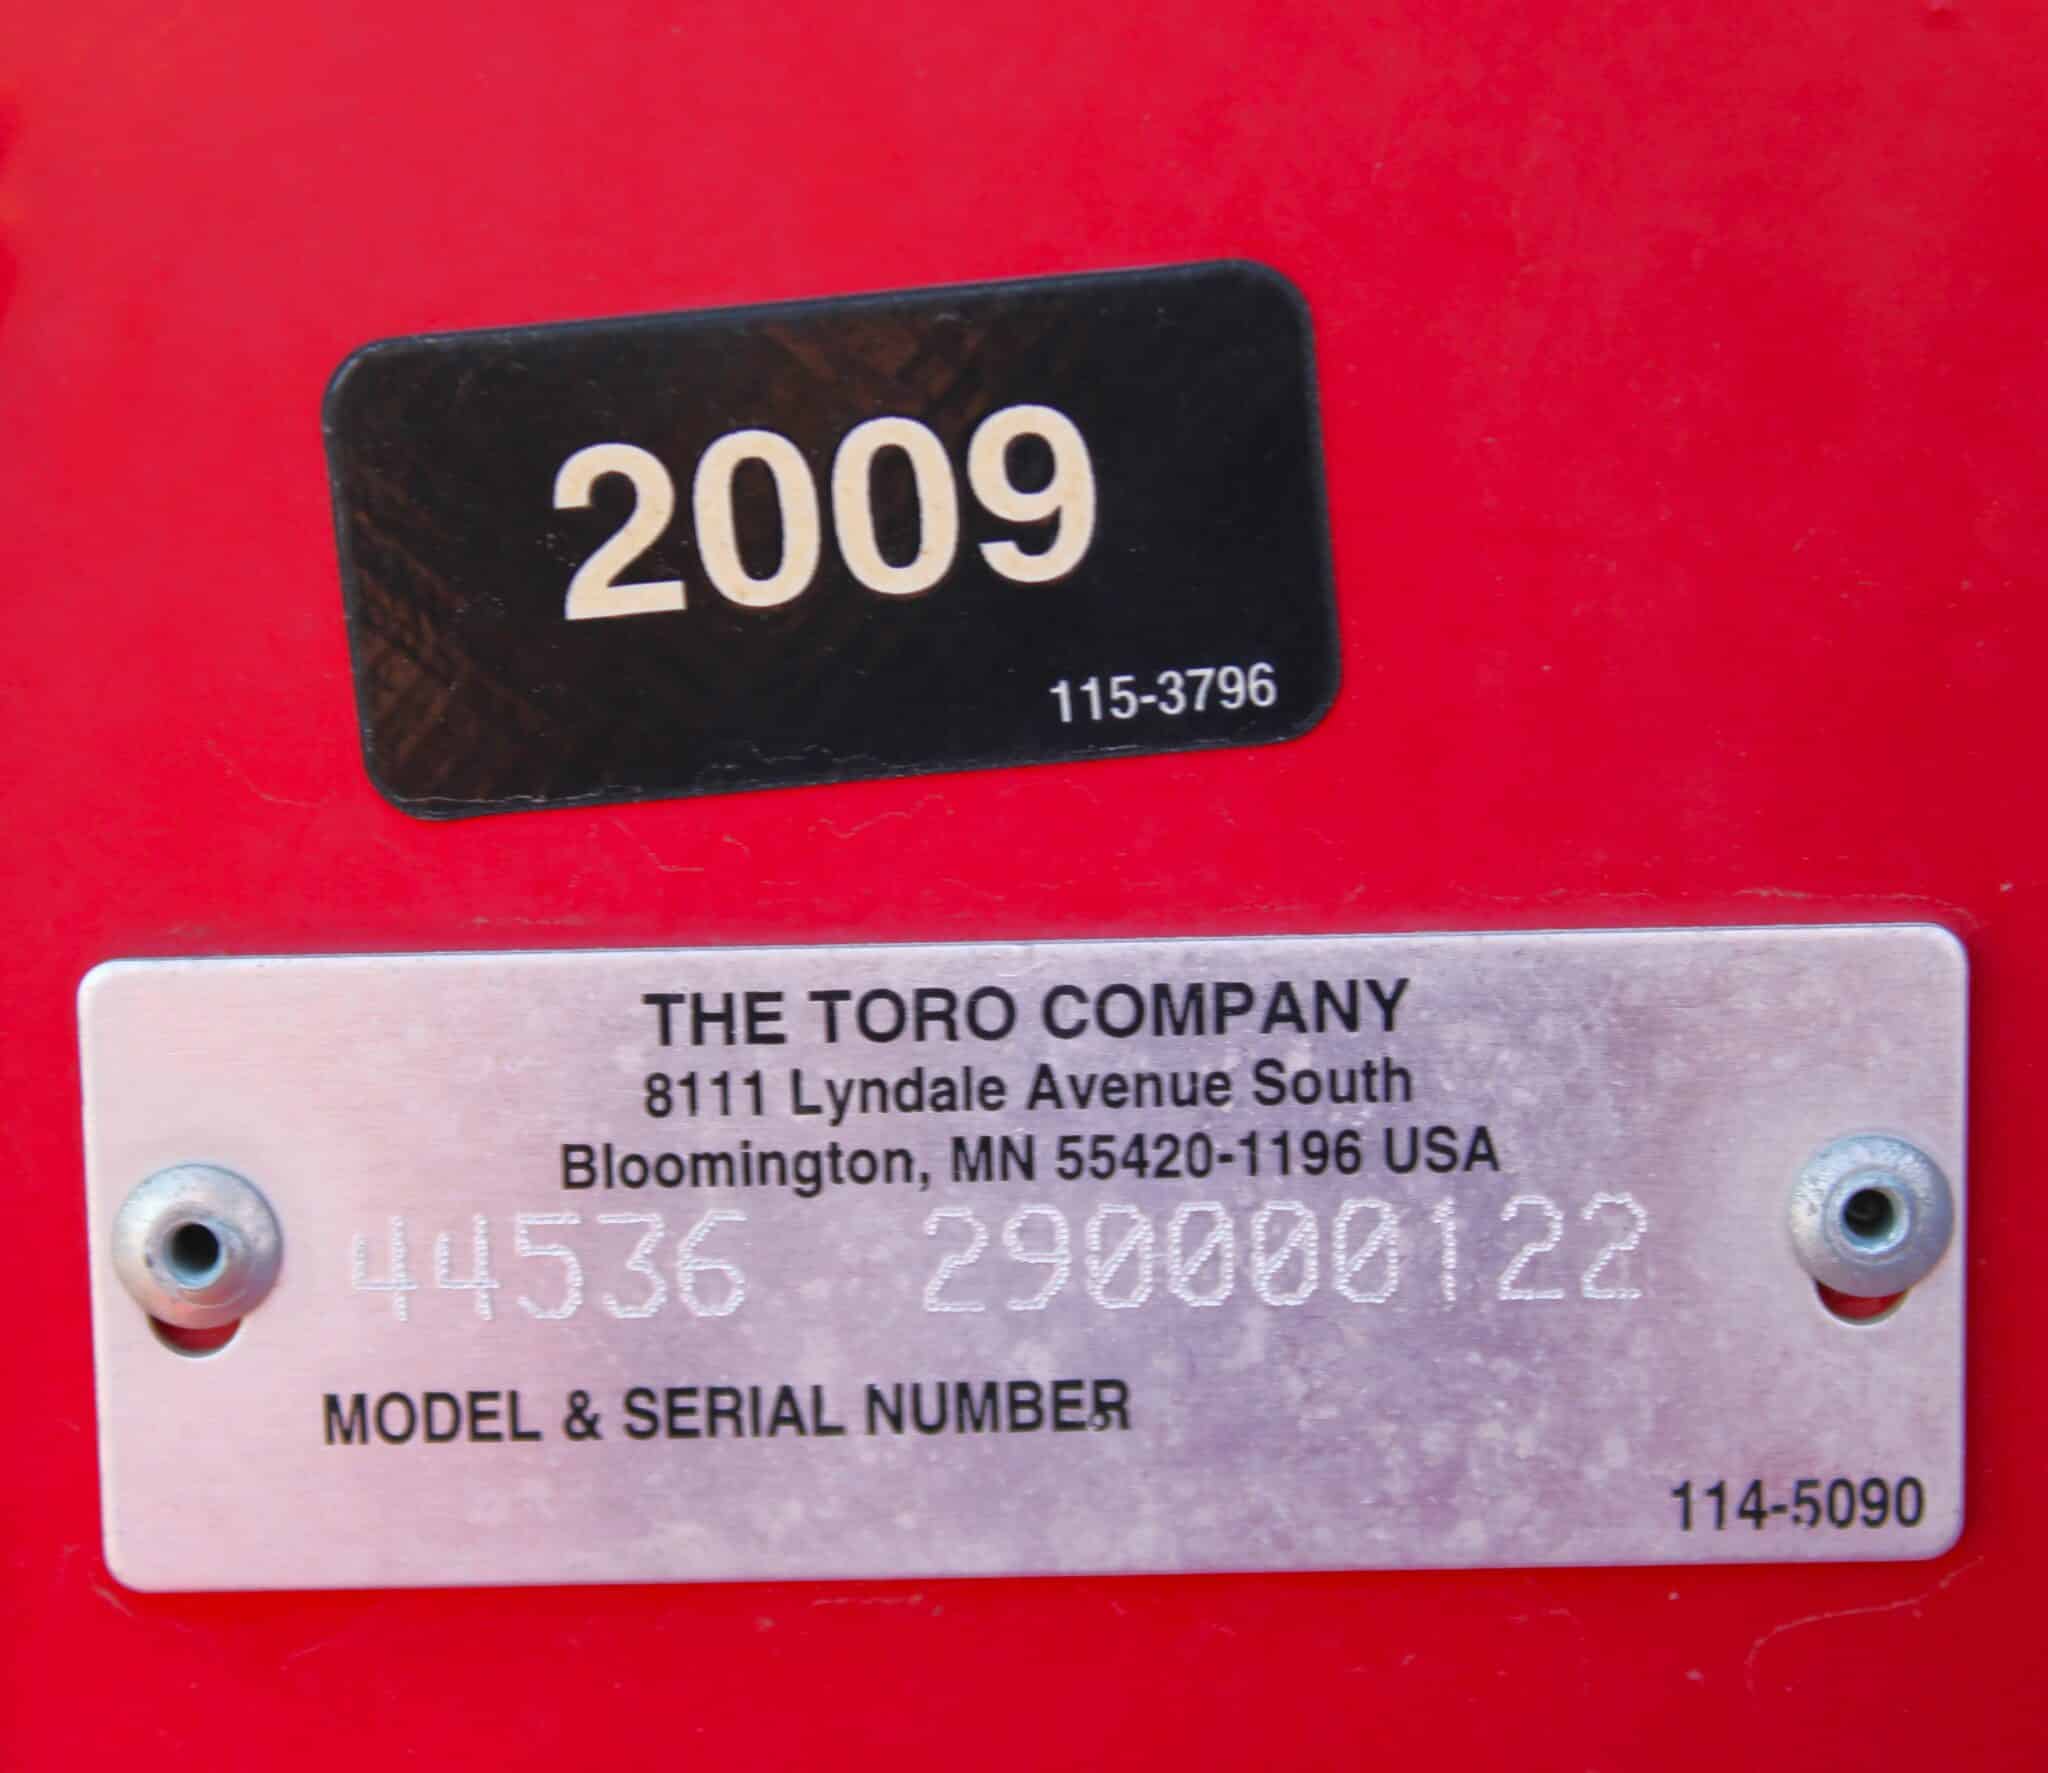 2009
115-3796
THE TORO COMPANY
8111 Lyndale Avenue South
Bloomington, MN 55420-1196 USA
44536 290000122
MODEL & SERIAL NUMBER
114-5090